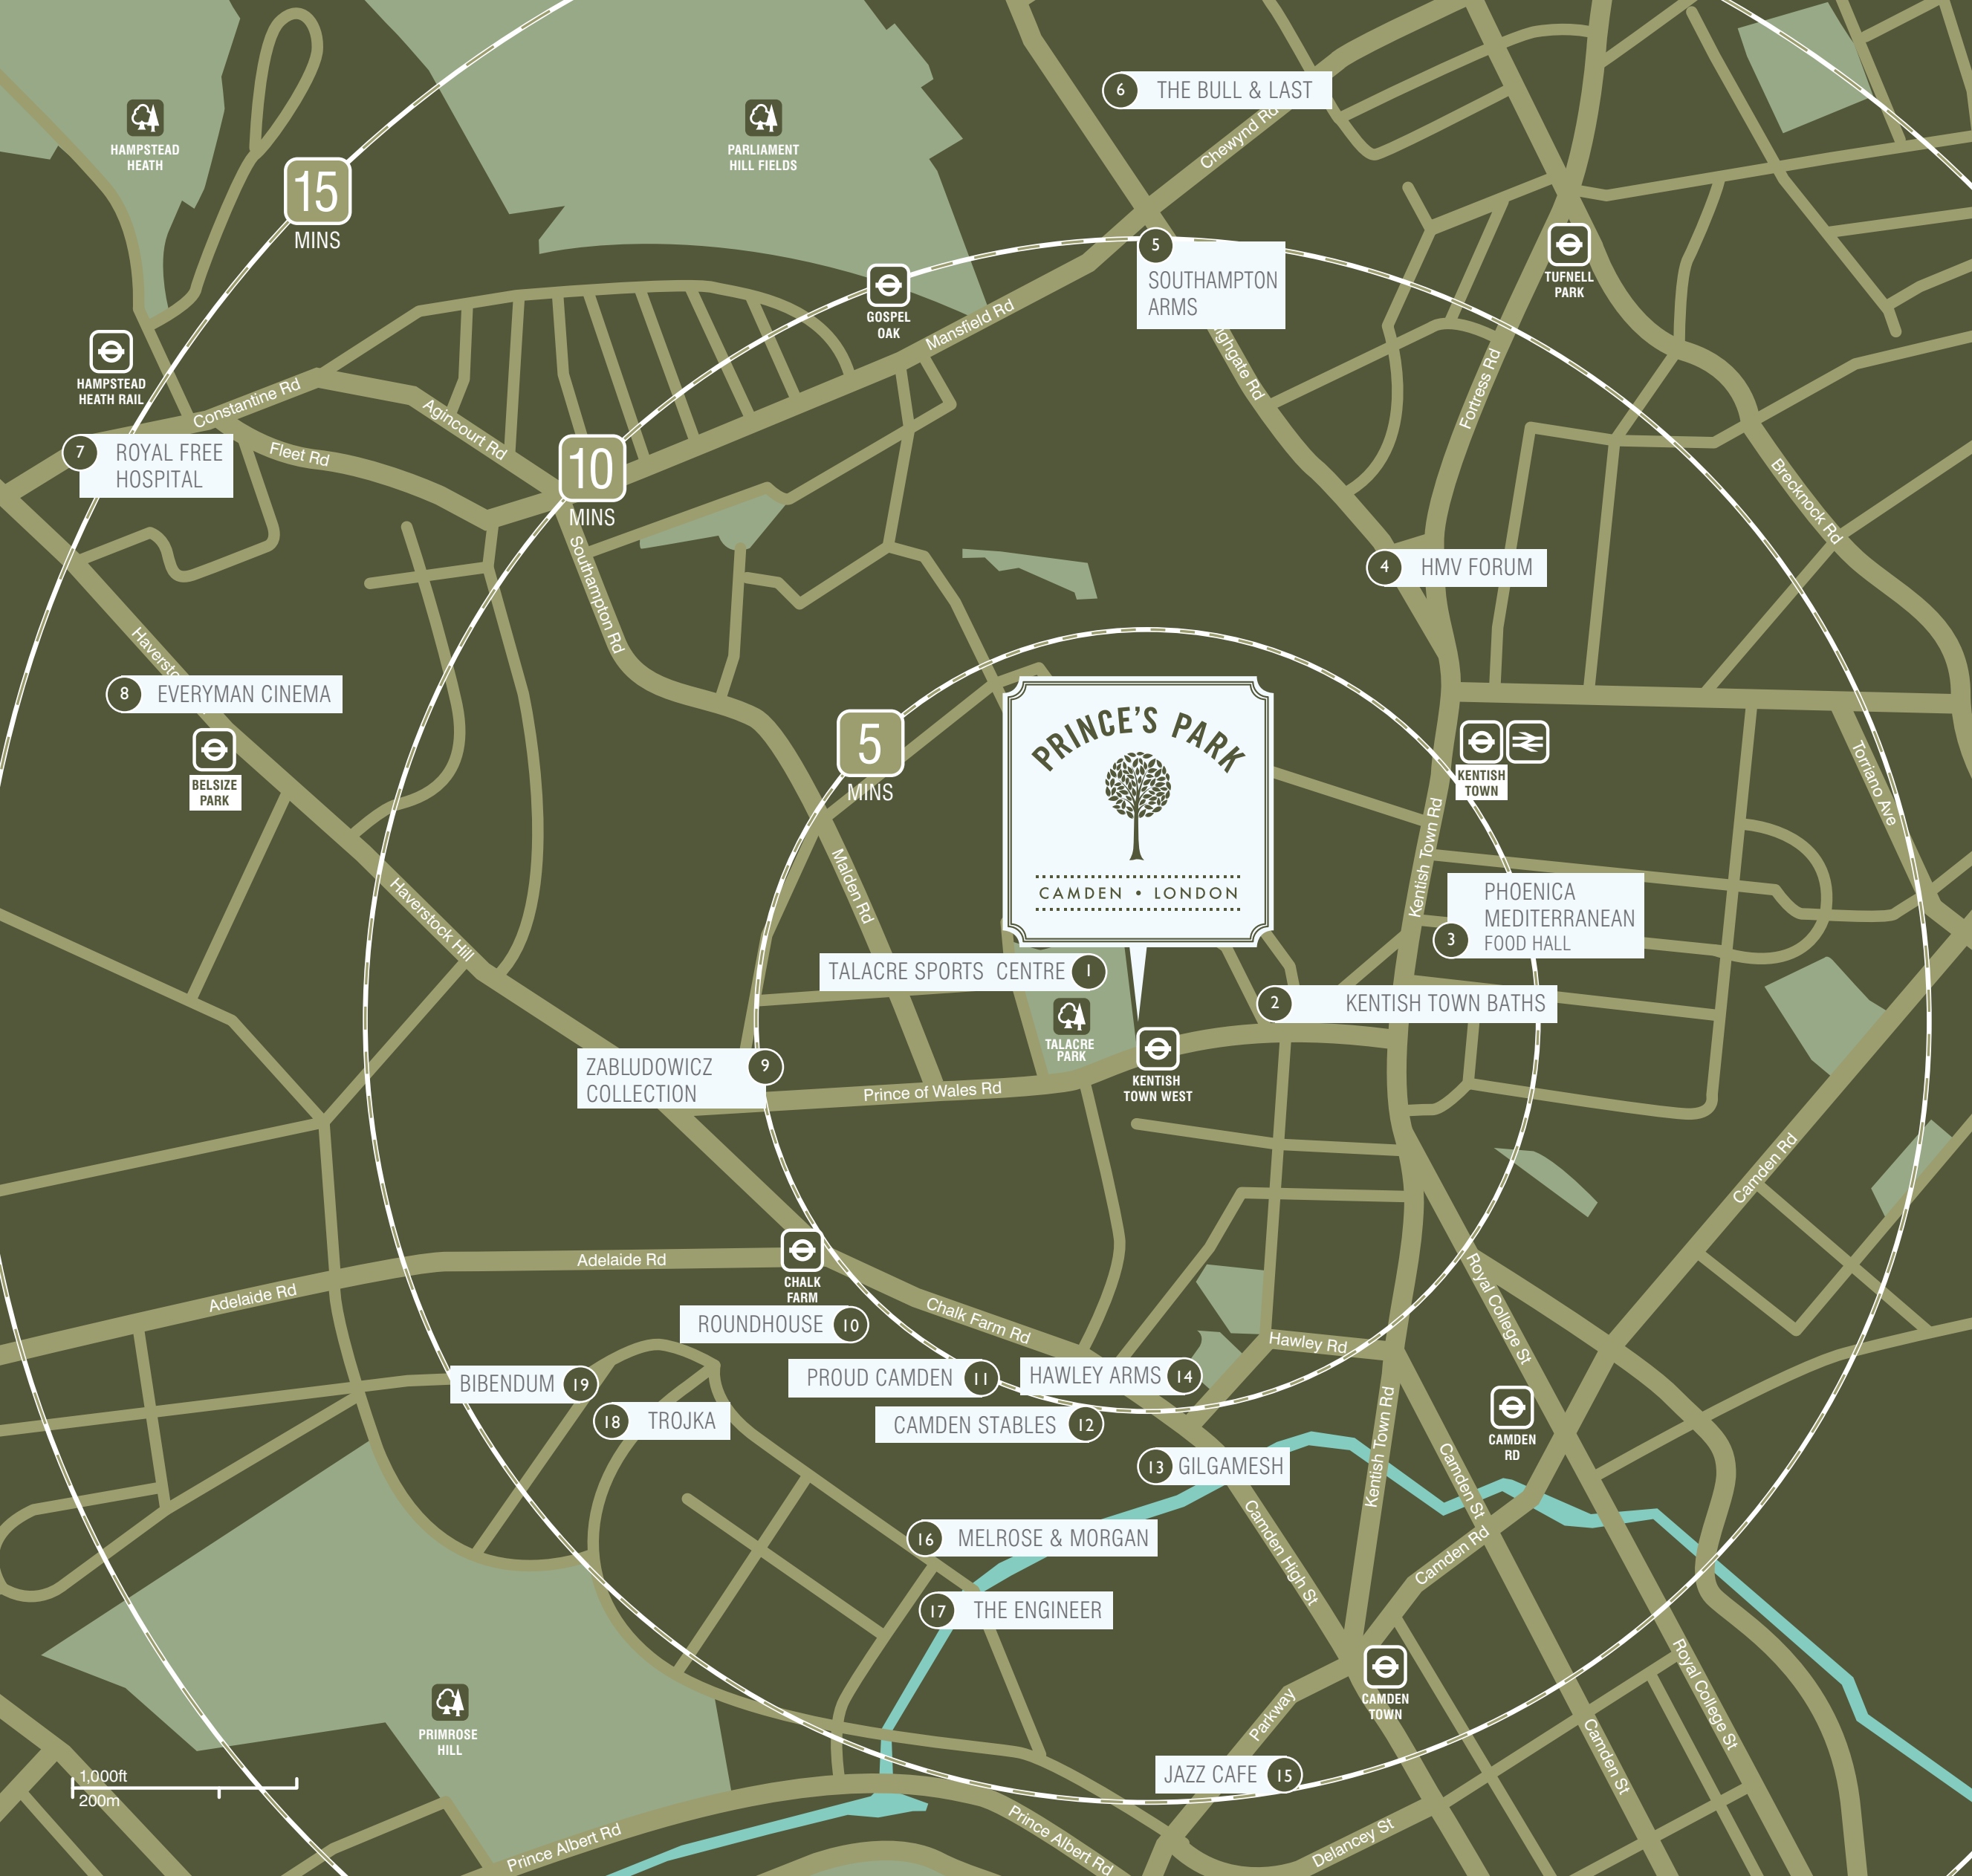 6 THE BULL & LAST
Chewynd Rd
HAMPSTEAD
HEATH
PARLIAMENT
HILL FIELDS
15
MINS
5
SOUTHAMPTON
ARMS
TUFNELL
PARK
GOSPEL
OAK
Mansfield Rd
ighgate Rd
Fortress Rd
HAMPSTEAD
HEATH RAIL
Constantine Rd
Agincourt Rd
Fleet Rd
7 ROYAL FREE
HOSPITAL
10
MINS
Brecknock Rd
Southampton Rd
4 HMV FORUM
Haversto
8 EVERYMAN CINEMA
BELSIZE
PARK
5
MINS
PRINCE'S PARK
CAMDEN • LONDON
KENTISH
TOWN
Torriano Ave
Kentish Town Rd
Malden Rd
Haverstock Hill
PHOENICA
MEDITERRANEAN
3 FOOD HALL
TALACRE SPORTS CENTRE 1
2 KENTISH TOWN BATHS
TALACRE
PARK
KENTISH
TOWN WEST
ZABLUDOWICZ 9
COLLECTION
Prince of Wales Rd
Camden Rd
Adelaide Rd
Adelaide Rd
CHALK
FARM
Chalk Farm Rd
Royal College St
ROUNDHOUSE 10
Hawley Rd
BIBENDUM 19
PROUD CAMDEN 11
HAWLEY ARMS 14
18 TROJKA
CAMDEN STABLES 12
CAMDEN
RD
13 GILGAMESH
Kentish Town Rd
Camden St
Camden High St
16 MELROSE & MORGAN
Camden Rd
17 THE ENGINEER
PRIMROSE
HILL
CAMDEN
TOWN
Parkway
Royal College St
Camden St
JAZZ CAFE 15
1,000ft
200m
Prince Albert Rd
Prince Albert Rd
Delancey St